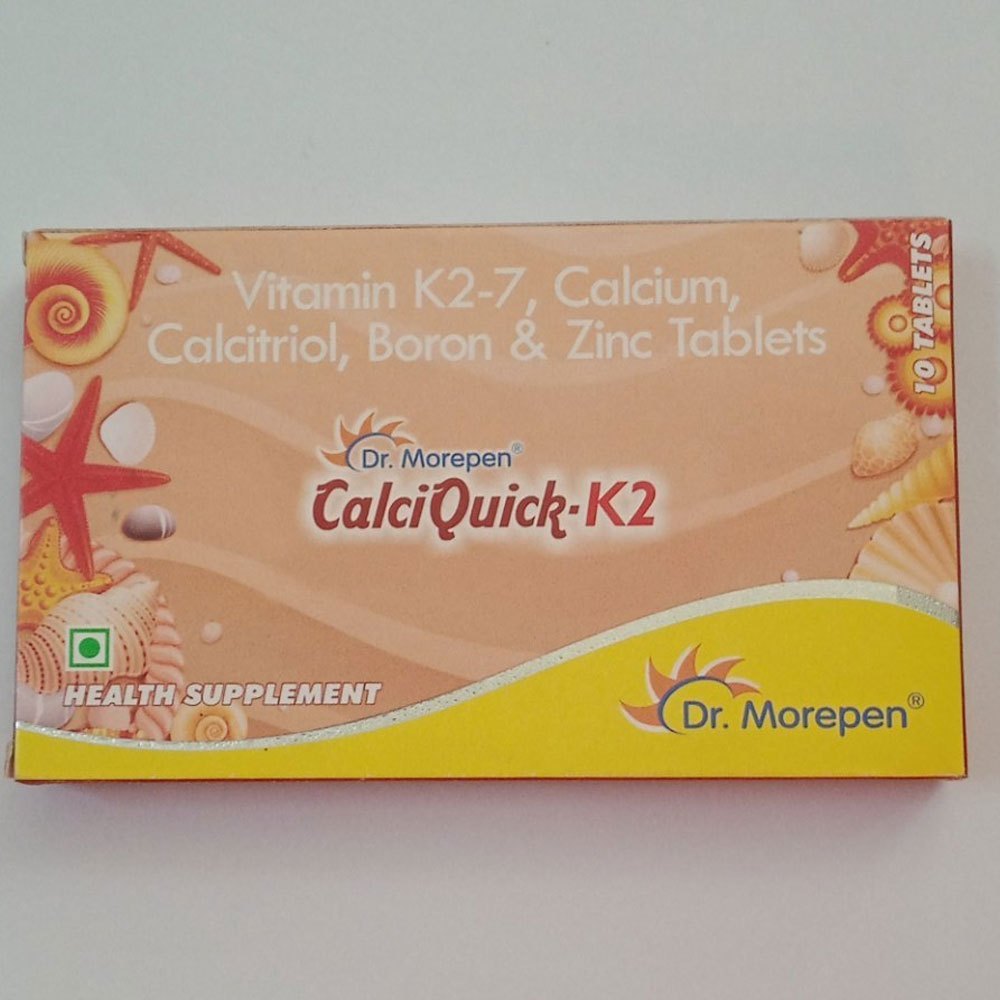 Vitamin K2-7, Calcium,
Calcitriol, Boron & Zinc Tablets
10 TABLETS
Dr. Morepen®
CalciQuick-K2
HEALTH SUPPLEMENT
Dr. Morepen®